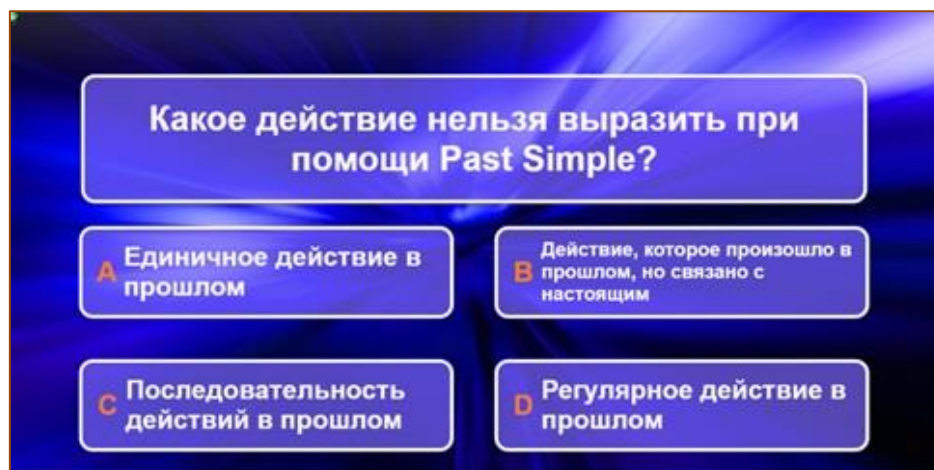 Какое действие нельзя выразить при
помощи Past Simple?
A Единичное действие в
прошлом
B Действие, которое произошло в
прошлом, но связано с
настоящим
C Последовательность
действий в прошлом
D Регулярное действие в
прошлом